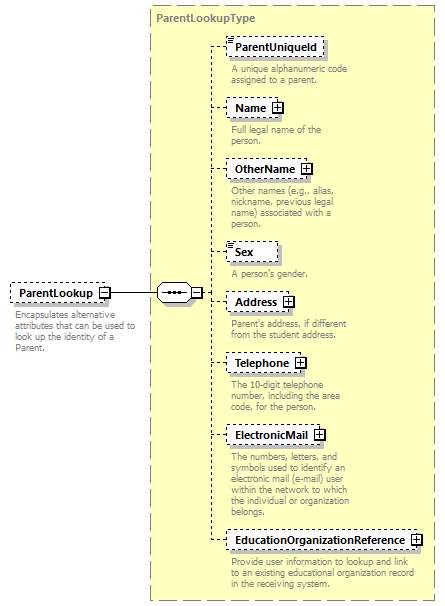 ParentLookupType
ParentUniqueId
A unique alphanumeric code
assigned to a parent.
Name
Full legal name of the
person.
OtherName
Other names (e.g., alias,
nickname, previous legal
name) associated with a
person.
Sex
A person's gender.
ParentLookup
Encapsulates alternative
attributes that can be used to
look up the identity of a
Parent.
Address
Parent's address, if different
from the student address.
Telephone
The 10-digit telephone
number, including the area
code, for the person.
ElectronicMail
The numbers, letters, and
symbols used to identify an
electronic mail (e-mail) user
within the network to which
the individual or organization
belongs.
EducationOrganizationReference
Provide user information to lookup and link
to an existing educational organization record
in the receiving system.